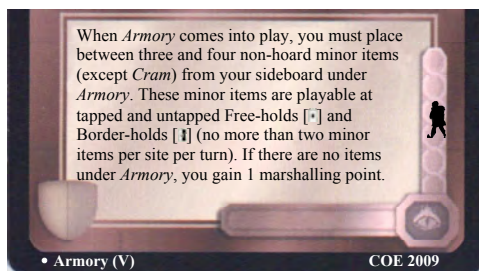 When Armory comes into play, you must place
between three and four non-hoard minor items
(except Cram) from your sideboard under
Armory. These minor items are playable at
tapped and untapped Free-holds [•] and
Border-holds [] (no more than two minor
items per site per turn). If there are no items
under Armory, you gain 1 marshalling point.
• Armory (V)
COE 2009